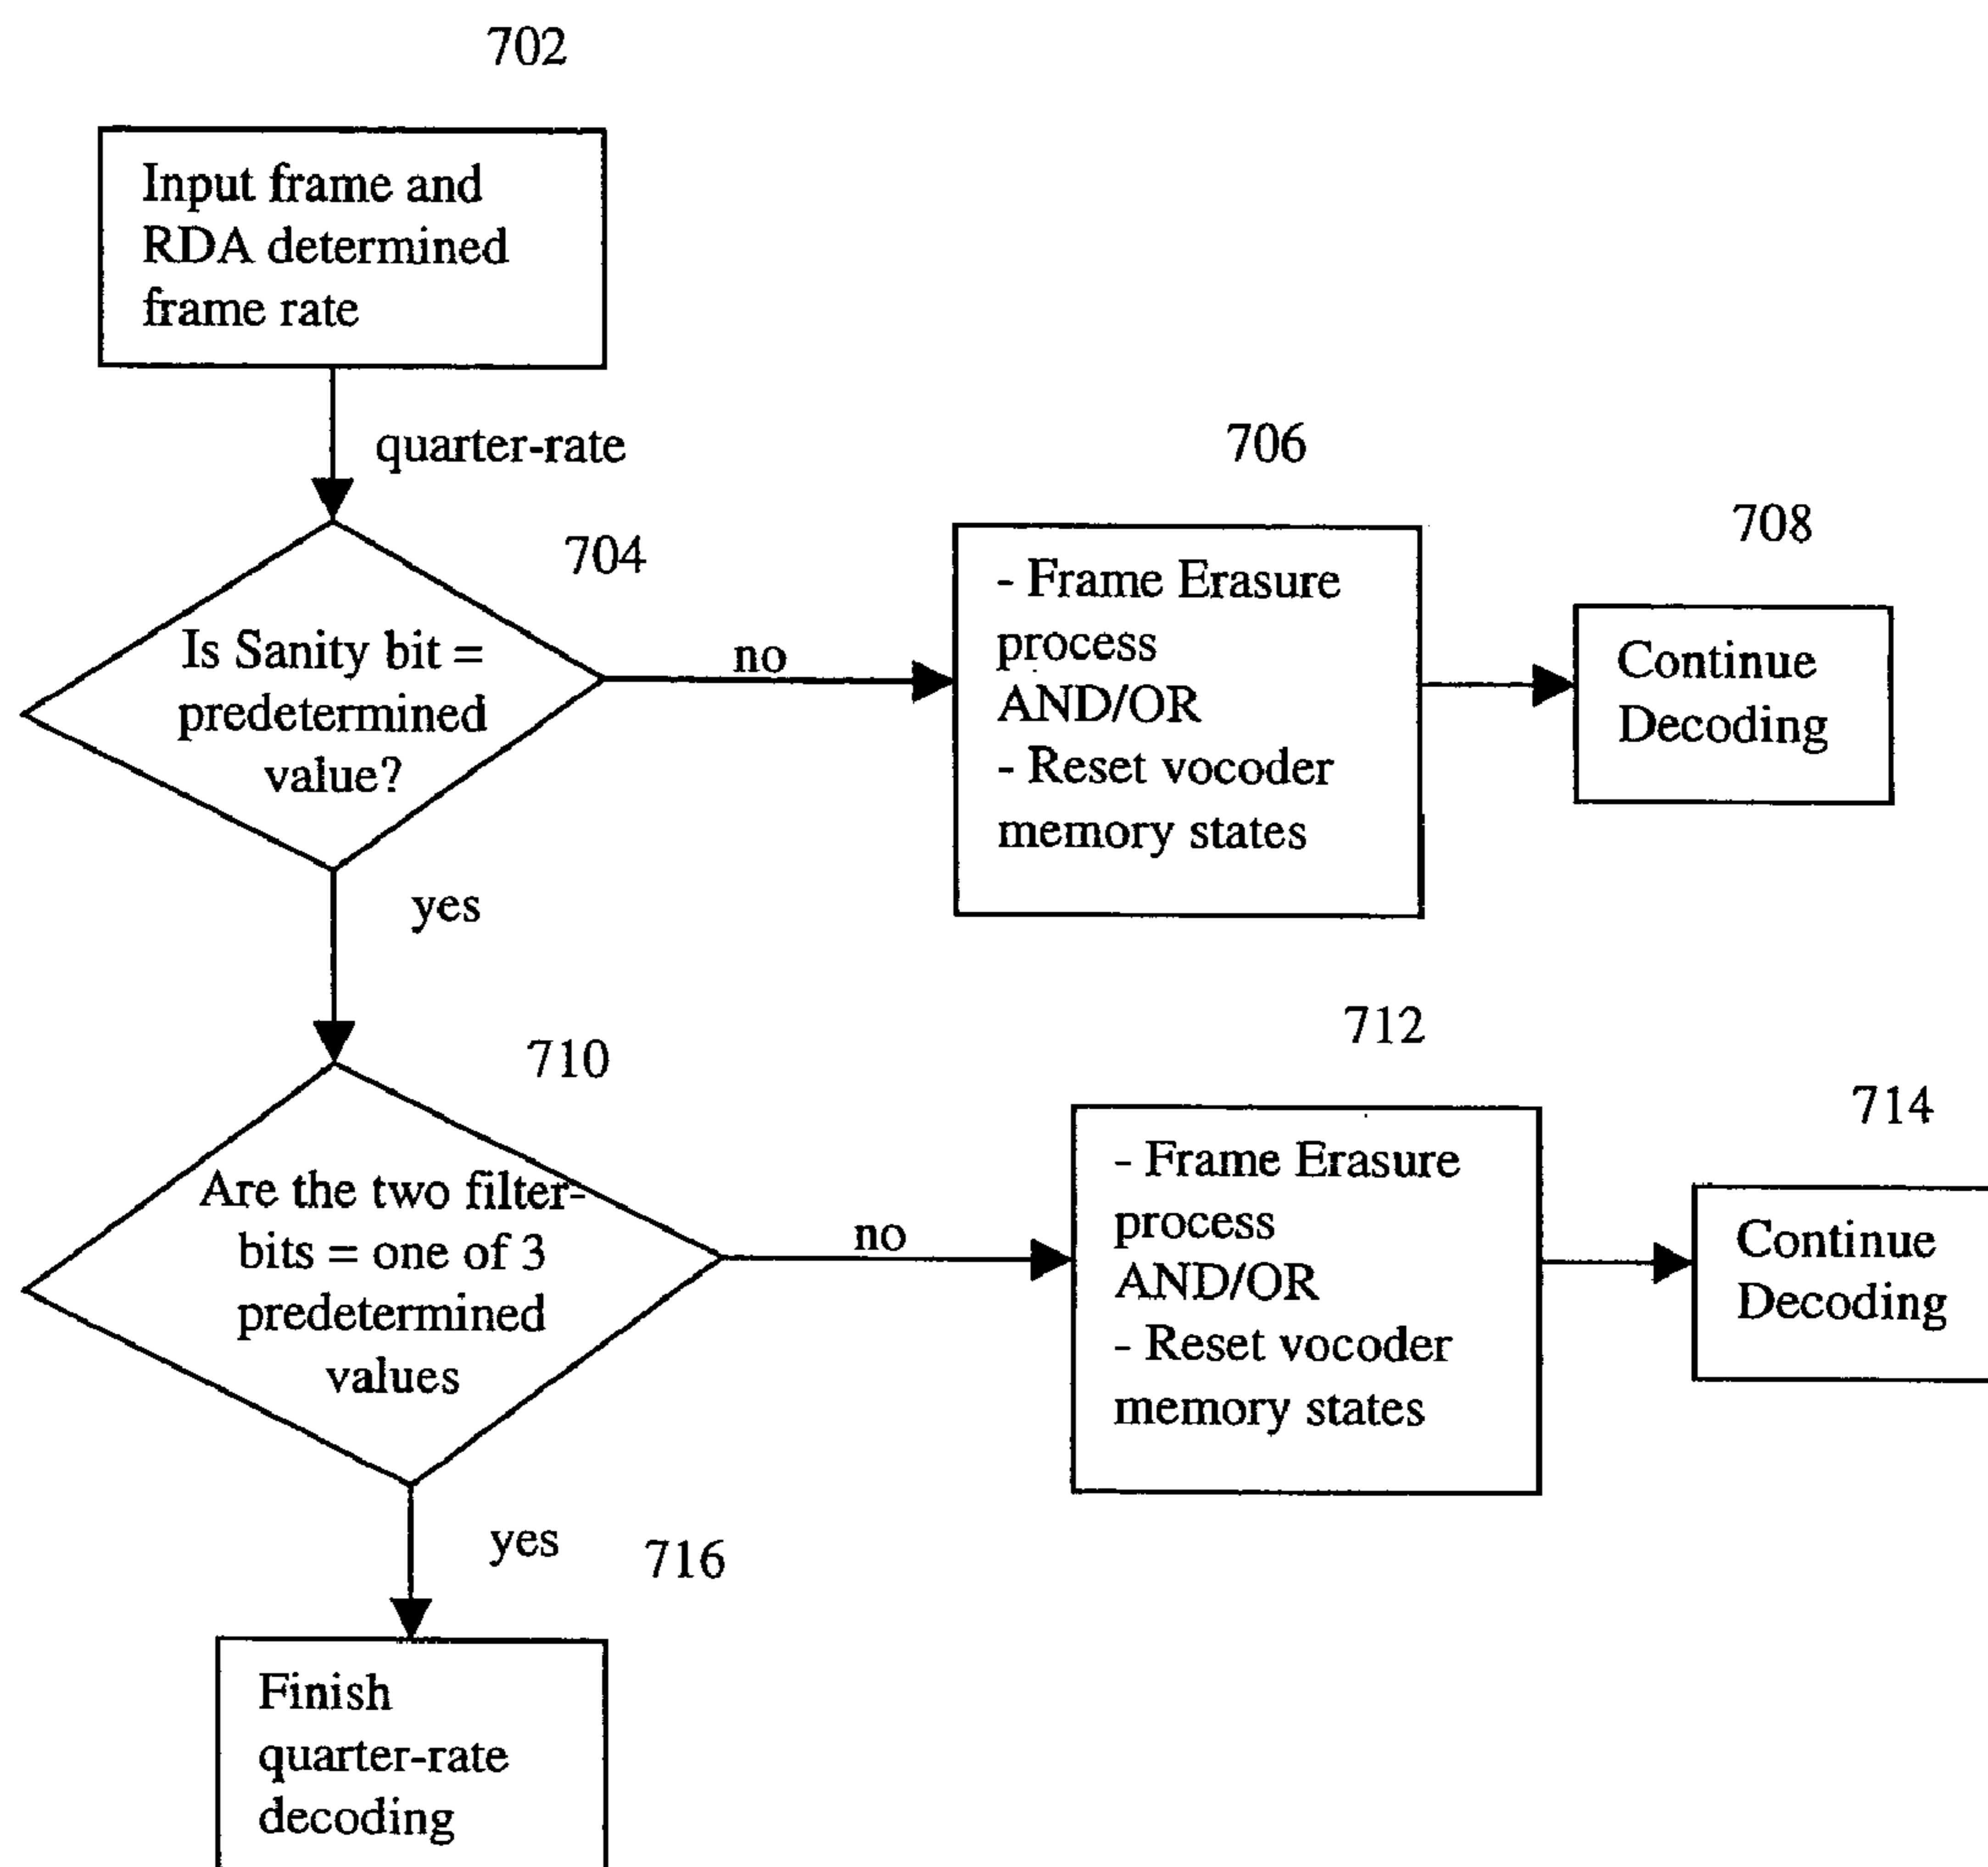 702
Input frame and
RDA determined
frame rate
quarter-rate
704
Is Sanity bit =
predetermined
value?
no
706
- Frame Erasure
process
AND/OR
- Reset vocoder
memory states
708
Continue
Decoding
yes
710
Are the two filter-
bits = one of 3
predetermined
values
no
712
- Frame Erasure
process
AND/OR
- Reset vocoder
memory states
714
Continue
Decoding
yes
716
Finish
quarter-rate
decoding